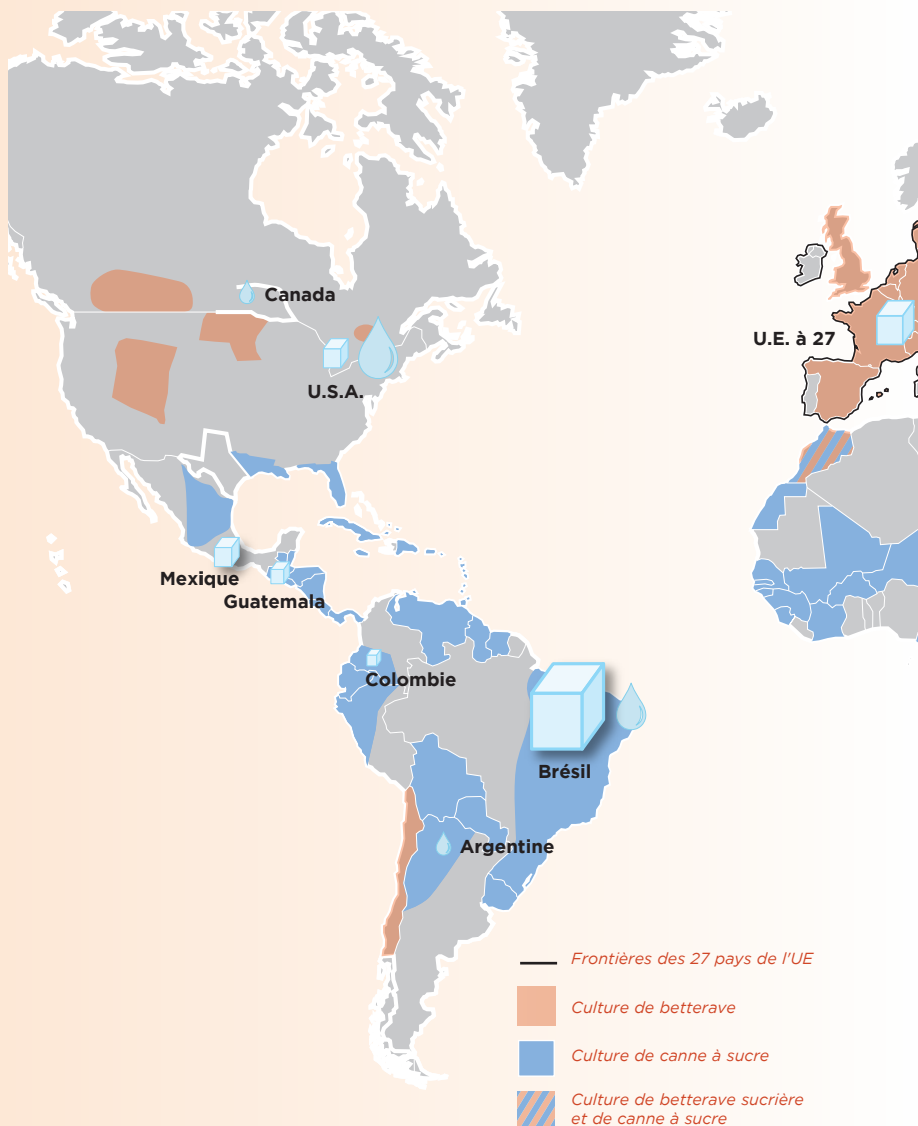 Canada
U.E. à 27
U.S.A.
Mexique
Guatemala
Colombie
Brésil
Argentine
Frontières des 27 pays de l'UE
Culture de betterave
Culture de canne à sucre
Culture de betterave sucrière
et de canne à sucre